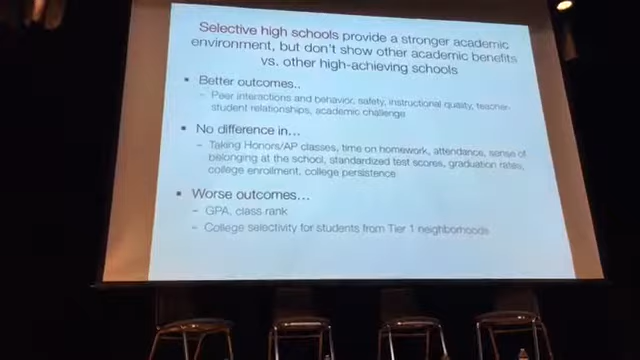 Selective high schools provide a stronger academic
environment, but don't show other academic benefits
vs. other high-achieving schools
• Better outcomes..
– Peer interactions and behavior, safety, instructional quality, teacher-
student relationships, academic challenge
• No difference in...
– Taking Honors/AP classes, time on homework, attendance, sense of
belonging at the school, standardized test scores, graduation rates,
college enrollment, college persistence
• Worse outcomes...
– GPA, class rank
– College selectivity for students from Tier 1 neighborhoods